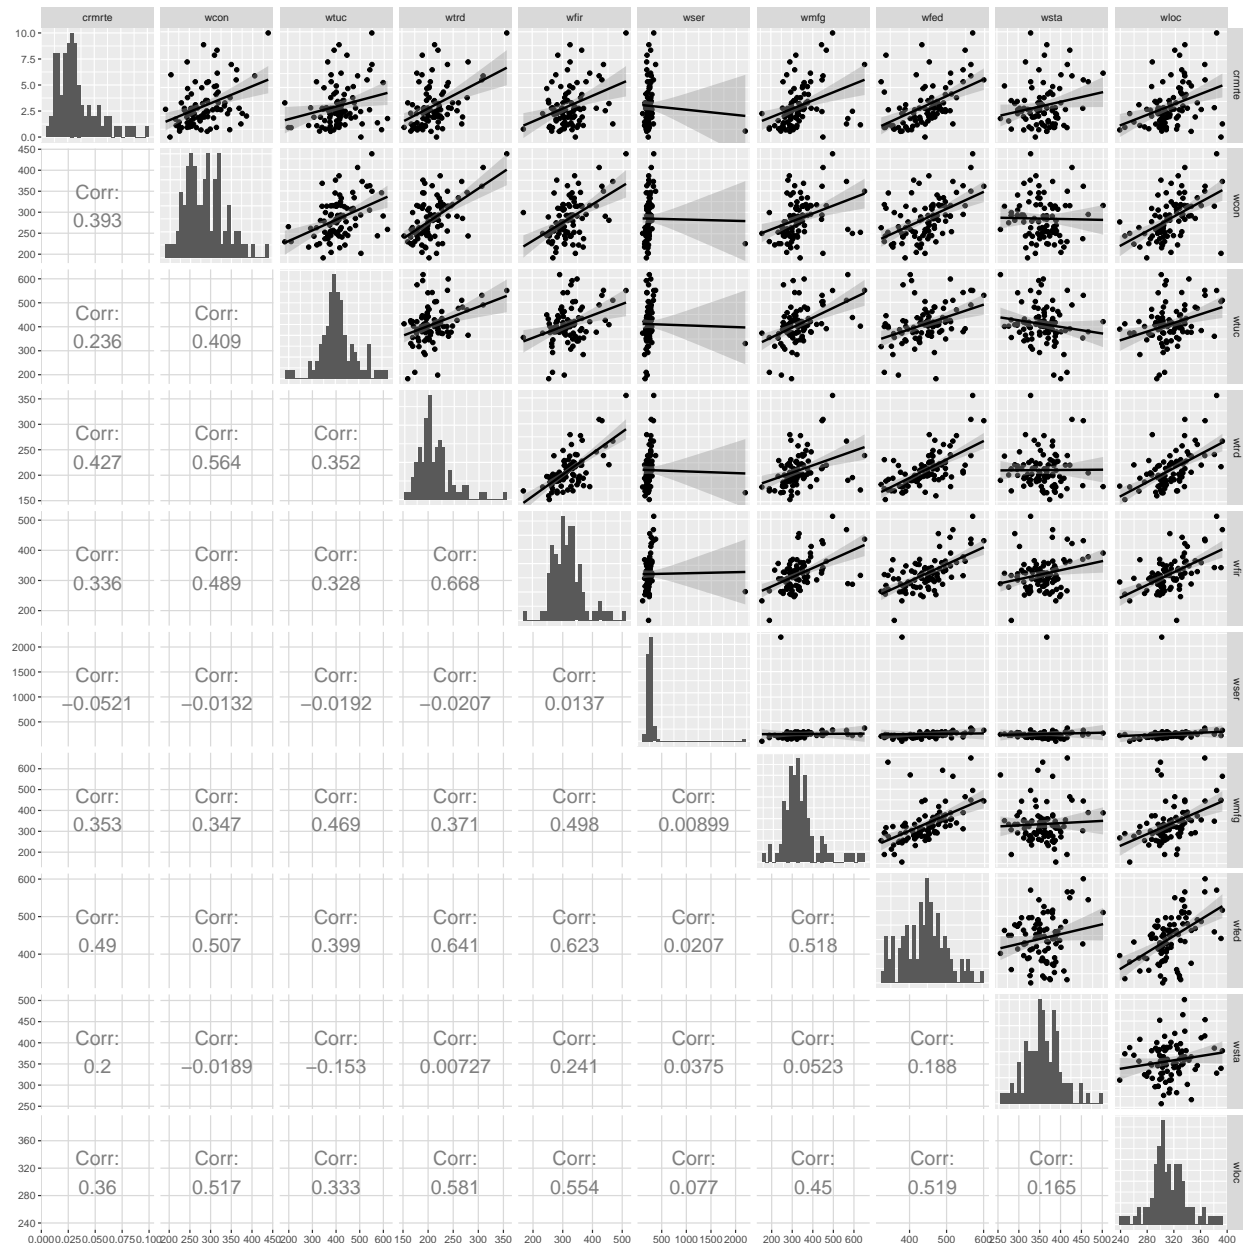 crmrte wcon wtuc wtrd wfir wser wmfg wfed wsta wloc
10.0
7.5
5.0
2.5
0.0
crmrte
450
400
350
300
250
200
Corr:
0.393
wcon
600
500
400
300
200
Corr: Corr:
0.236 0.409
wtuc
350
300
250
200
150
Corr: Corr: Corr:
0.427 0.564 0.352
wtrd
500
400
300
200
Corr: Corr: Corr: Corr:
0.336 0.489 0.328 0.668
wfir
2000
1500
1000
500
Corr: Corr: Corr: Corr: Corr:
−0.0521 −0.0132 −0.0192 −0.0207 0.0137
wser
600
500
400
300
200
Corr: Corr: Corr: Corr: Corr: Corr:
0.353 0.347 0.469 0.371 0.498 0.00899
wmfg
600
500
400
Corr: Corr: Corr: Corr: Corr: Corr: Corr:
0.49 0.507 0.399 0.641 0.623 0.0207 0.518
wfed
500
450
400
350
300
250
Corr: Corr: Corr: Corr: Corr: Corr: Corr: Corr:
0.2 −0.0189 −0.153 0.00727 0.241 0.0375 0.0523 0.188
wsta
360
320
280
240
Corr: Corr: Corr: Corr: Corr: Corr: Corr: Corr: Corr:
0.36 0.517 0.333 0.581 0.554 0.077 0.45 0.519 0.165
wloc
0.000 0.025 0.050 0.075 0.100 200 250 300 350 400 450 200 300 400 500 600 150 200 250 300 350 200 300 400 500 500 1000 1500 2000 200 300 400 500 600 400 500 600 250 300 350 400 450 500 240 280 320 360 400